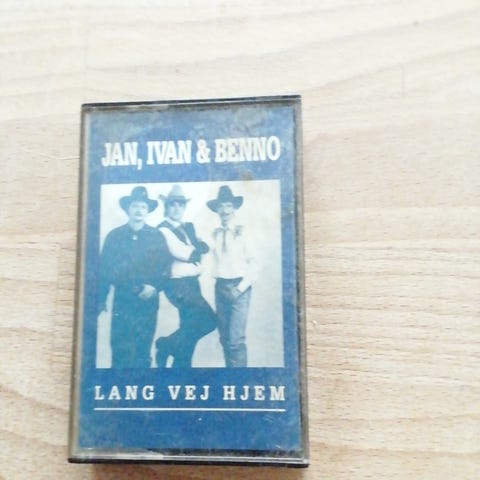 JAN, IVAN & BENNO
LANG VEJ HJEM